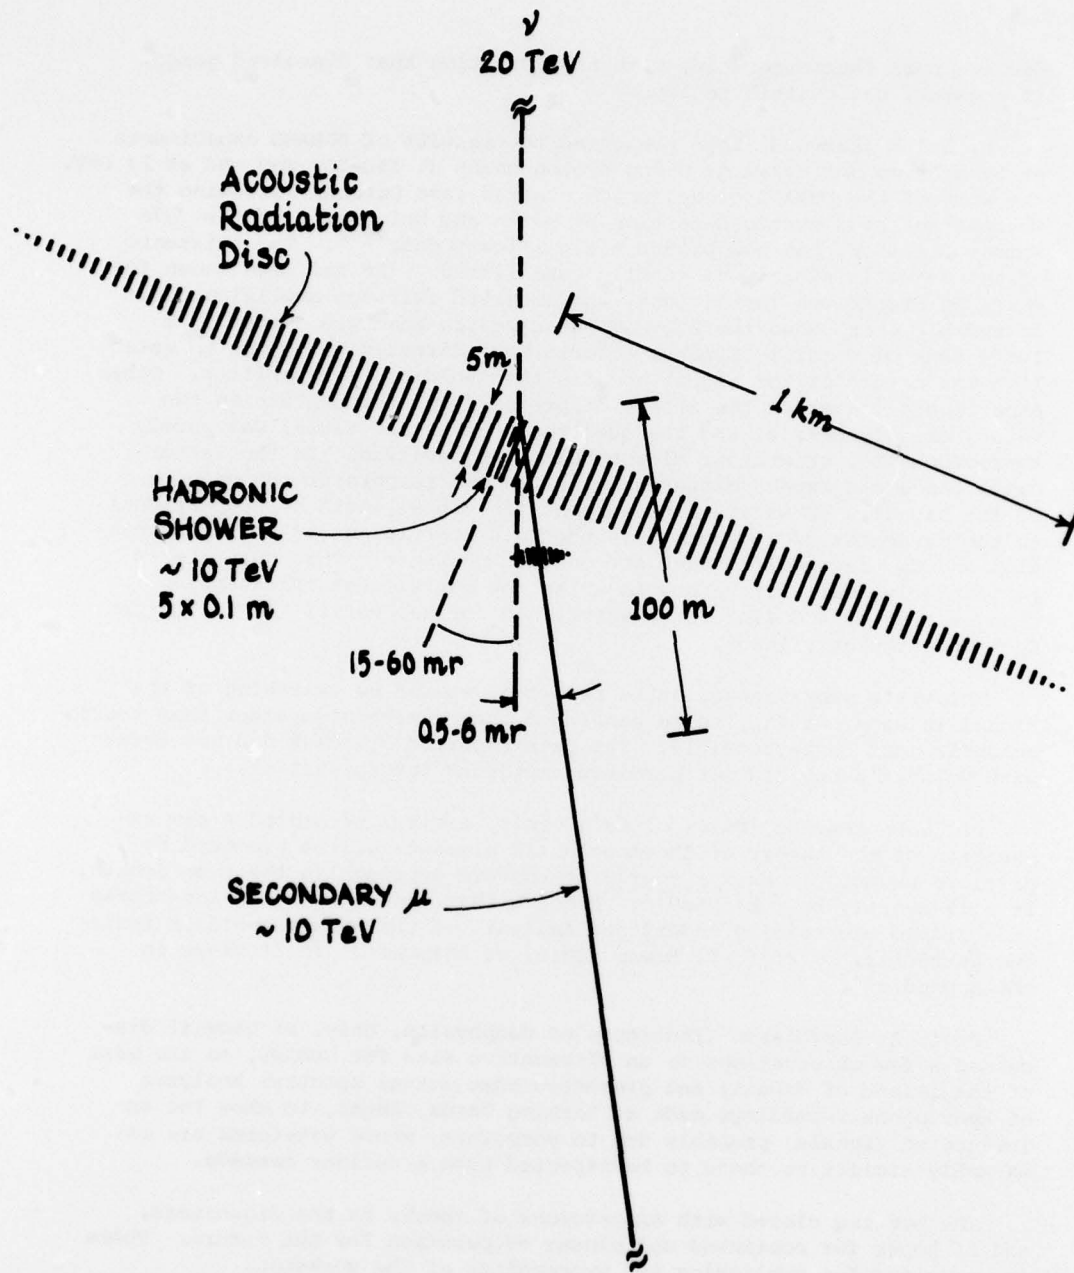 ν
20 TeV
Acoustic
Radiation
Disc
5m
1 km
HADRONIC
SHOWER
~ 10 TeV
5 x 0.1 m
100 m
15-60 mr
0.5-6 mr
SECONDARY μ
~ 10 TeV